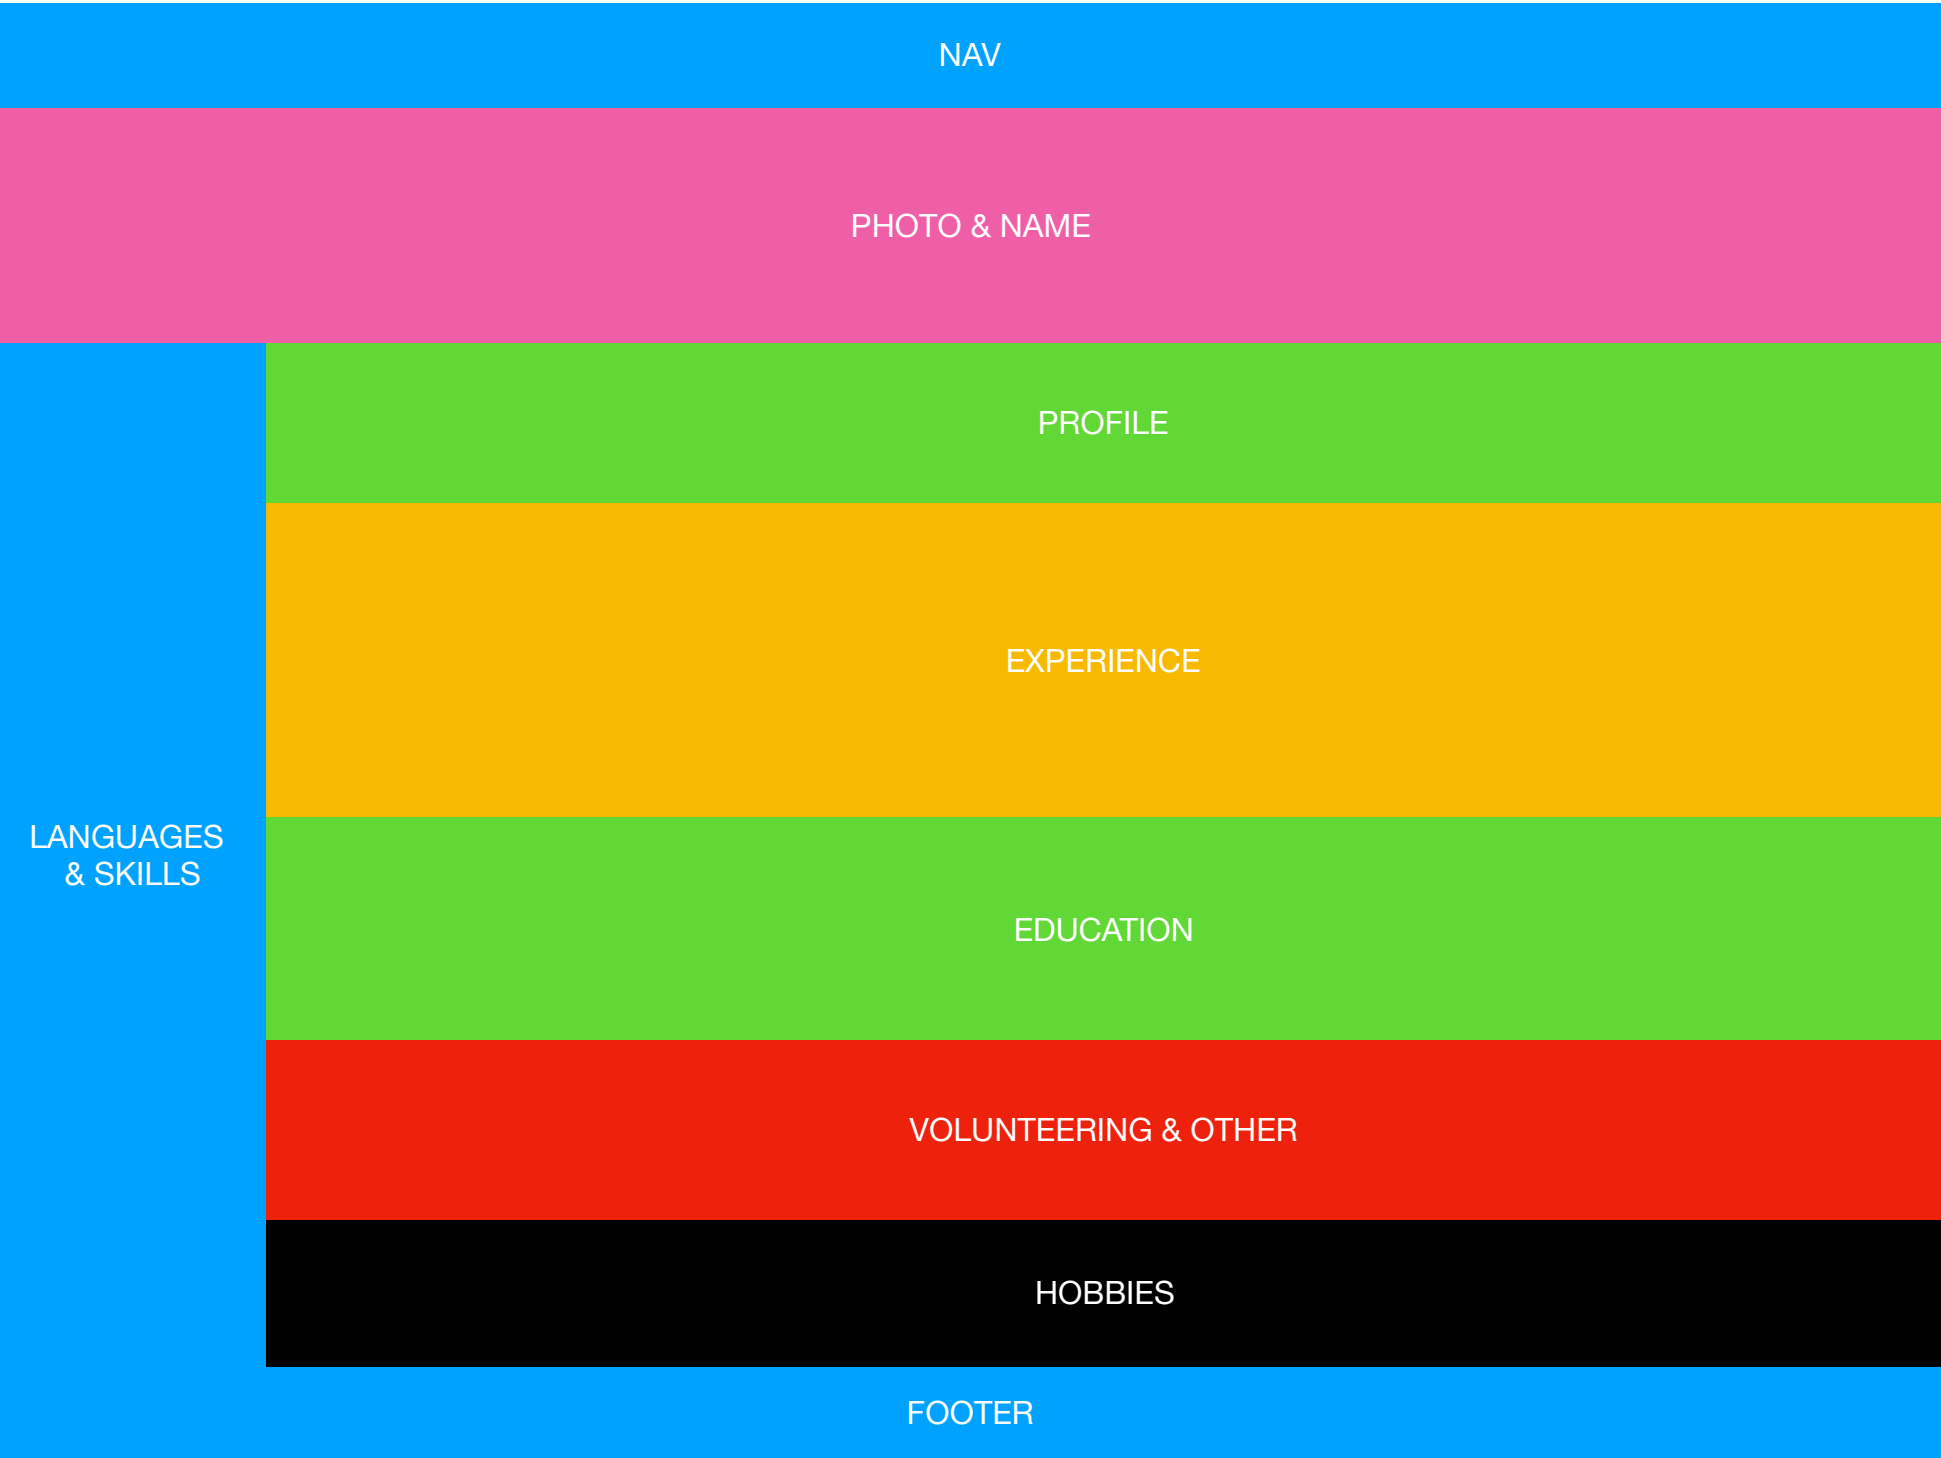 NAV
PHOTO & NAME
PROFILE
EXPERIENCE
LANGUAGES
& SKILLS
EDUCATION
VOLUNTEERING & OTHER
HOBBIES
FOOTER